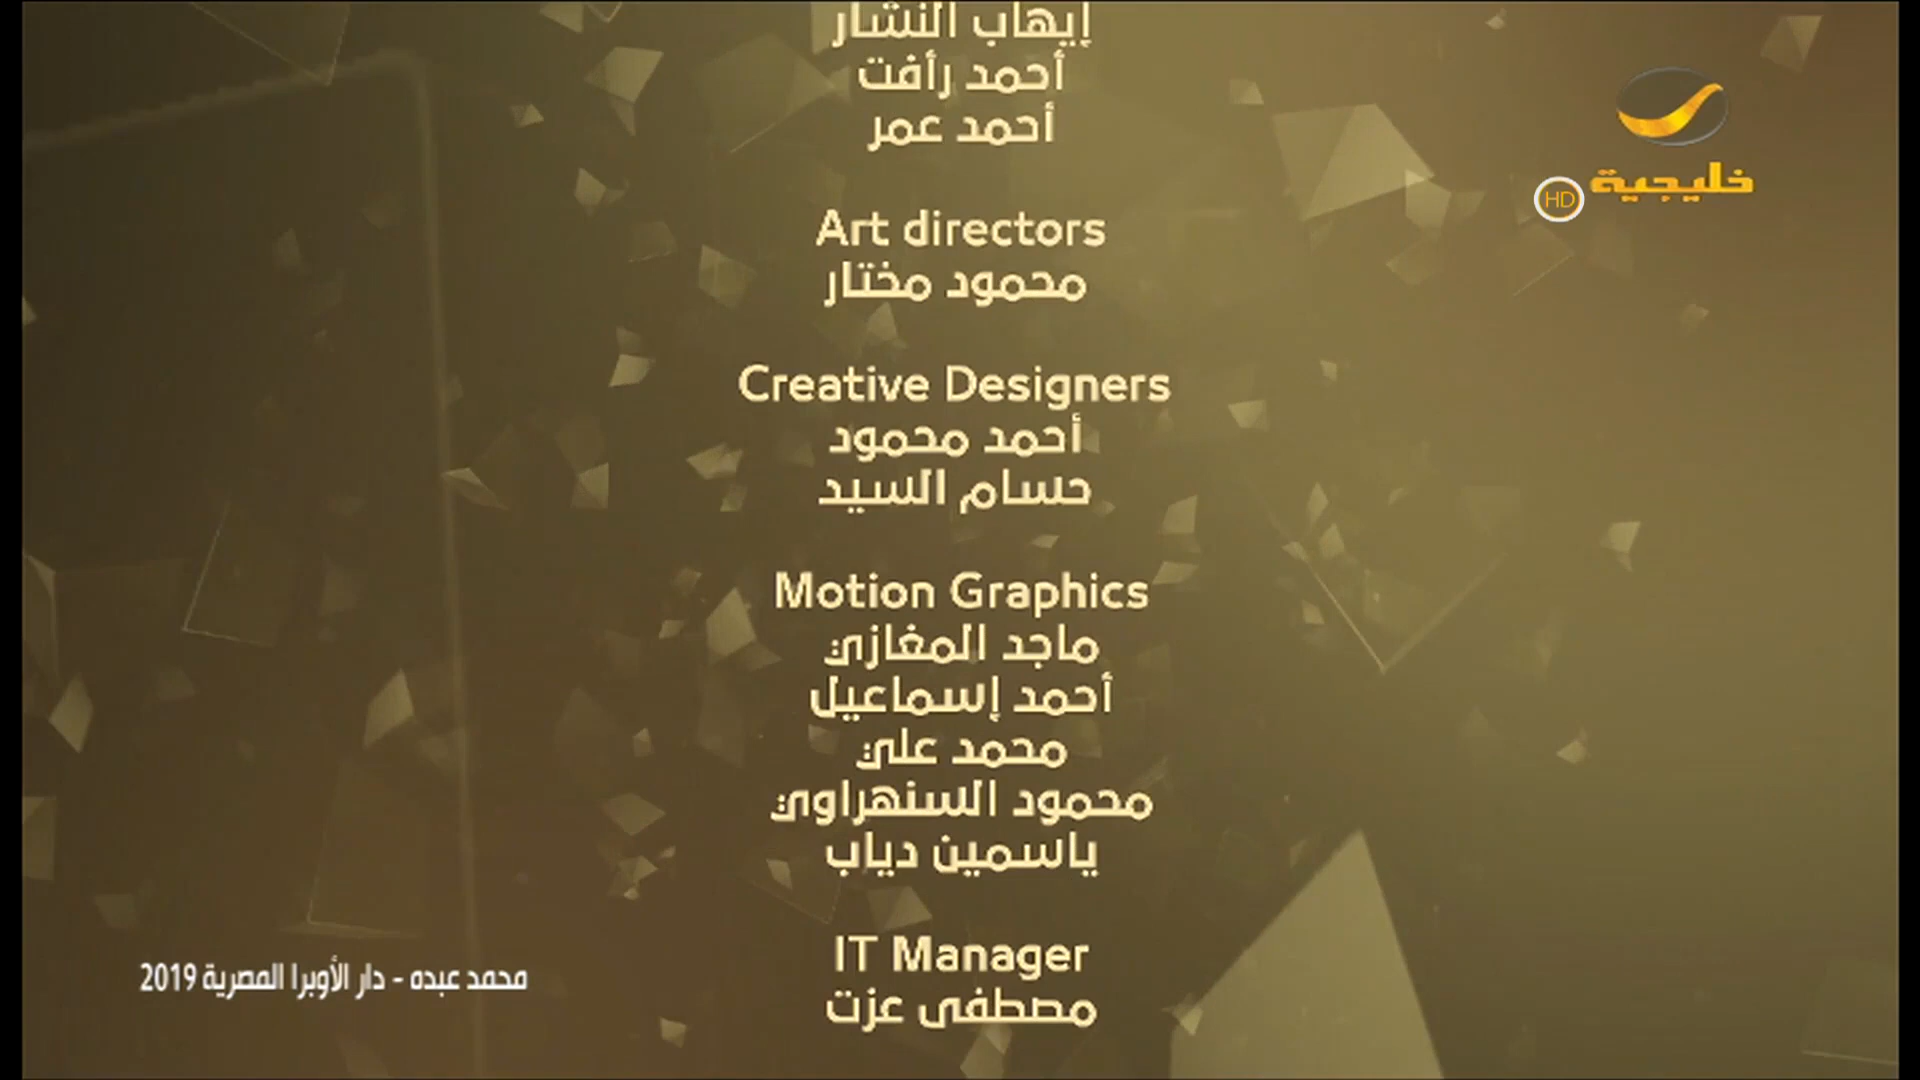 إيهاب النشار
أحمد رأفت
أحمد عمر
خليجية
HD
Art directors
محمود مختار
Creative Designers
أحمد محمود
حسام السيد
Motion Graphics
ماجد المغازي
أحمد إسماعيل
محمد علي
محمود السنهراوي
ياسمين دياب
IT Manager
مصطفى عزت
محمد عبده - دار الأوبرا المصرية 2019